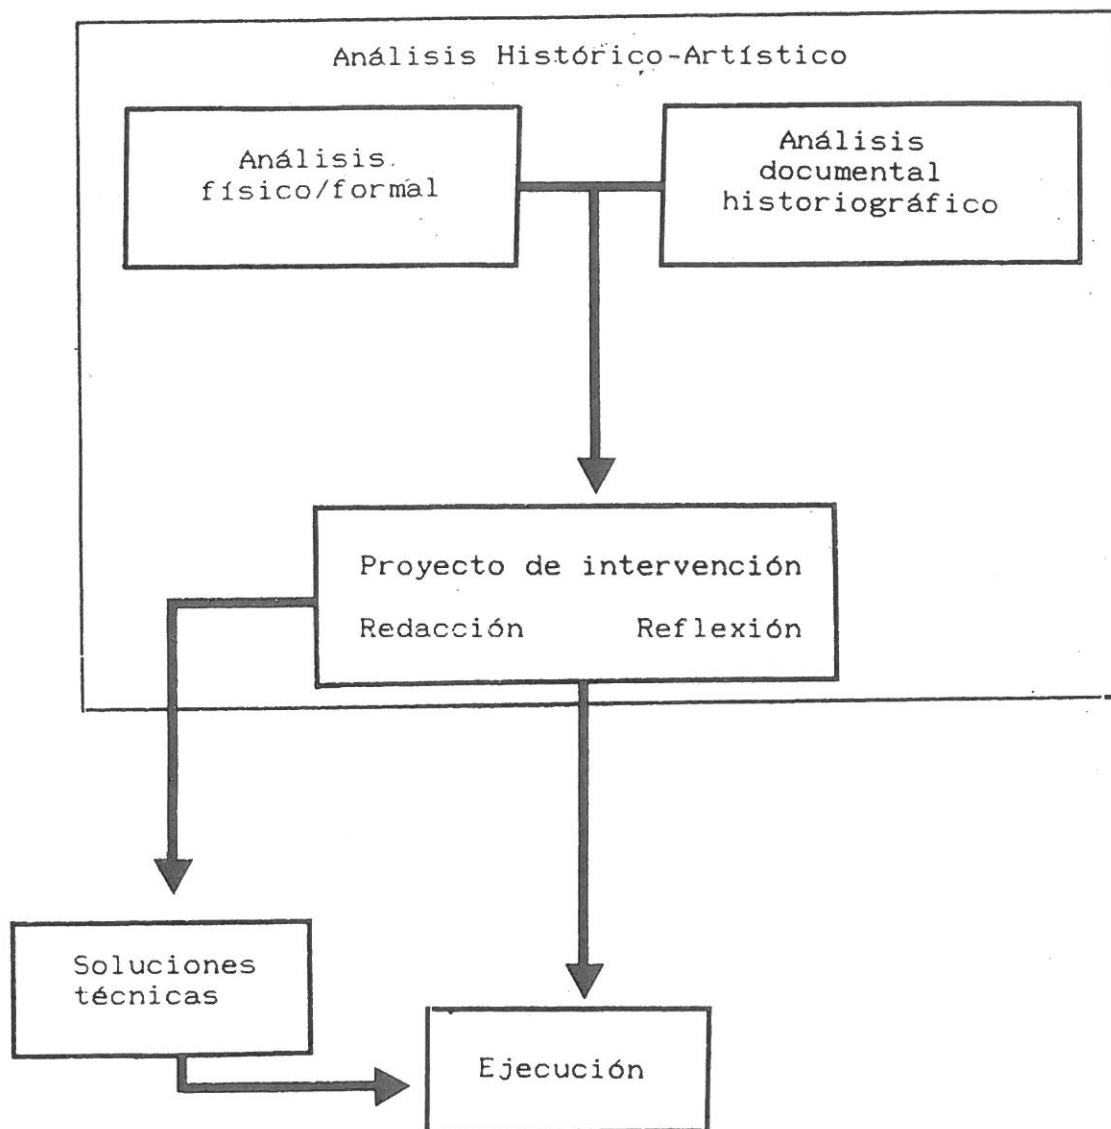 Análisis Histórico-Artístico
Análisis
físico/formal
Análisis
documental
historiográfico
Proyecto de intervención
Redacción Reflexión
Soluciones
técnicas
Ejecución